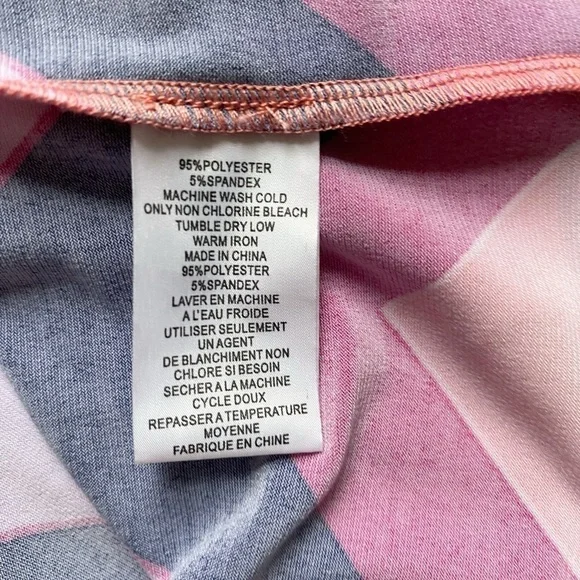 95%POLYESTER
5%SPANDEX
MACHINE WASH COLD
ONLY NON CHLORINE BLEACH
TUMBLE DRY LOW
WARM IRON
MADE IN CHINA
95%POLYESTER
5%SPANDEX
LAVER EN MACHINE
A L'EAU FROIDE
UTILISER SEULEMENT
UN AGENT
DE BLANCHIMENT NON
CHLORE SI BESOIN
SECHER A LA MACHINE
CYCLE DOUX
REPASSER A TEMPERATURE
MOYENNE
FABRIQUE EN CHINE